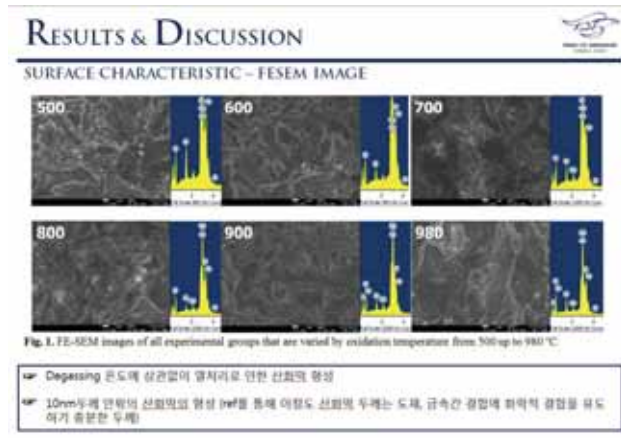 RESULTS & DISCUSSION
SURFACE CHARACTERISTIC – FESEM IMAGE
500
600
700
800
900
980
Fig. 1. FE-SEM images of all experimental groups that are varied by oxidation temperature from 500 up to 980 ℃
Degassing 온도에 상관없이 열처리로 인한 산화막 형성
10nm두께 안팎의 산화막의 형성 (ref을 통해 이정도 산화막 두께는 도재, 금속간 결합에 화학적 결합을 유도
하기 충분한 두께)